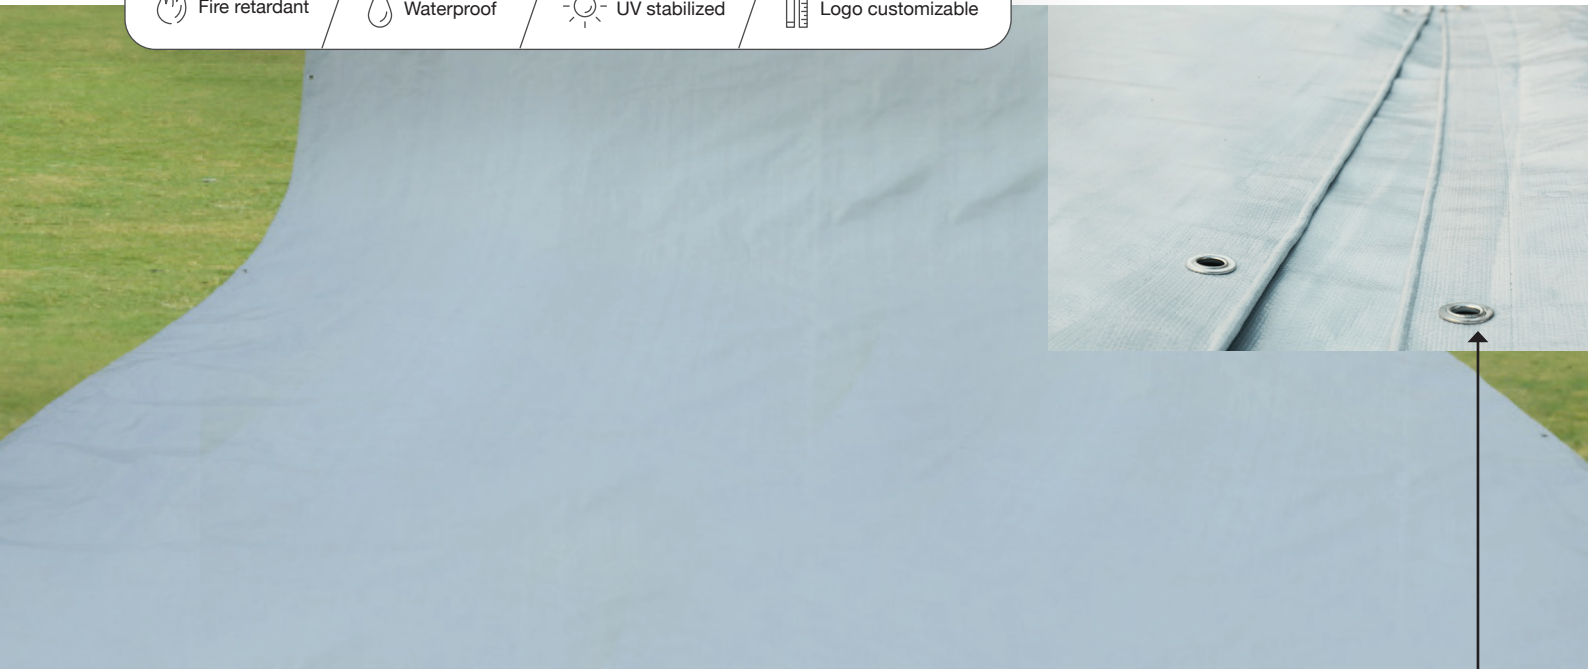 Fire retardant
Waterproof
UV stabilized
Logo customizable